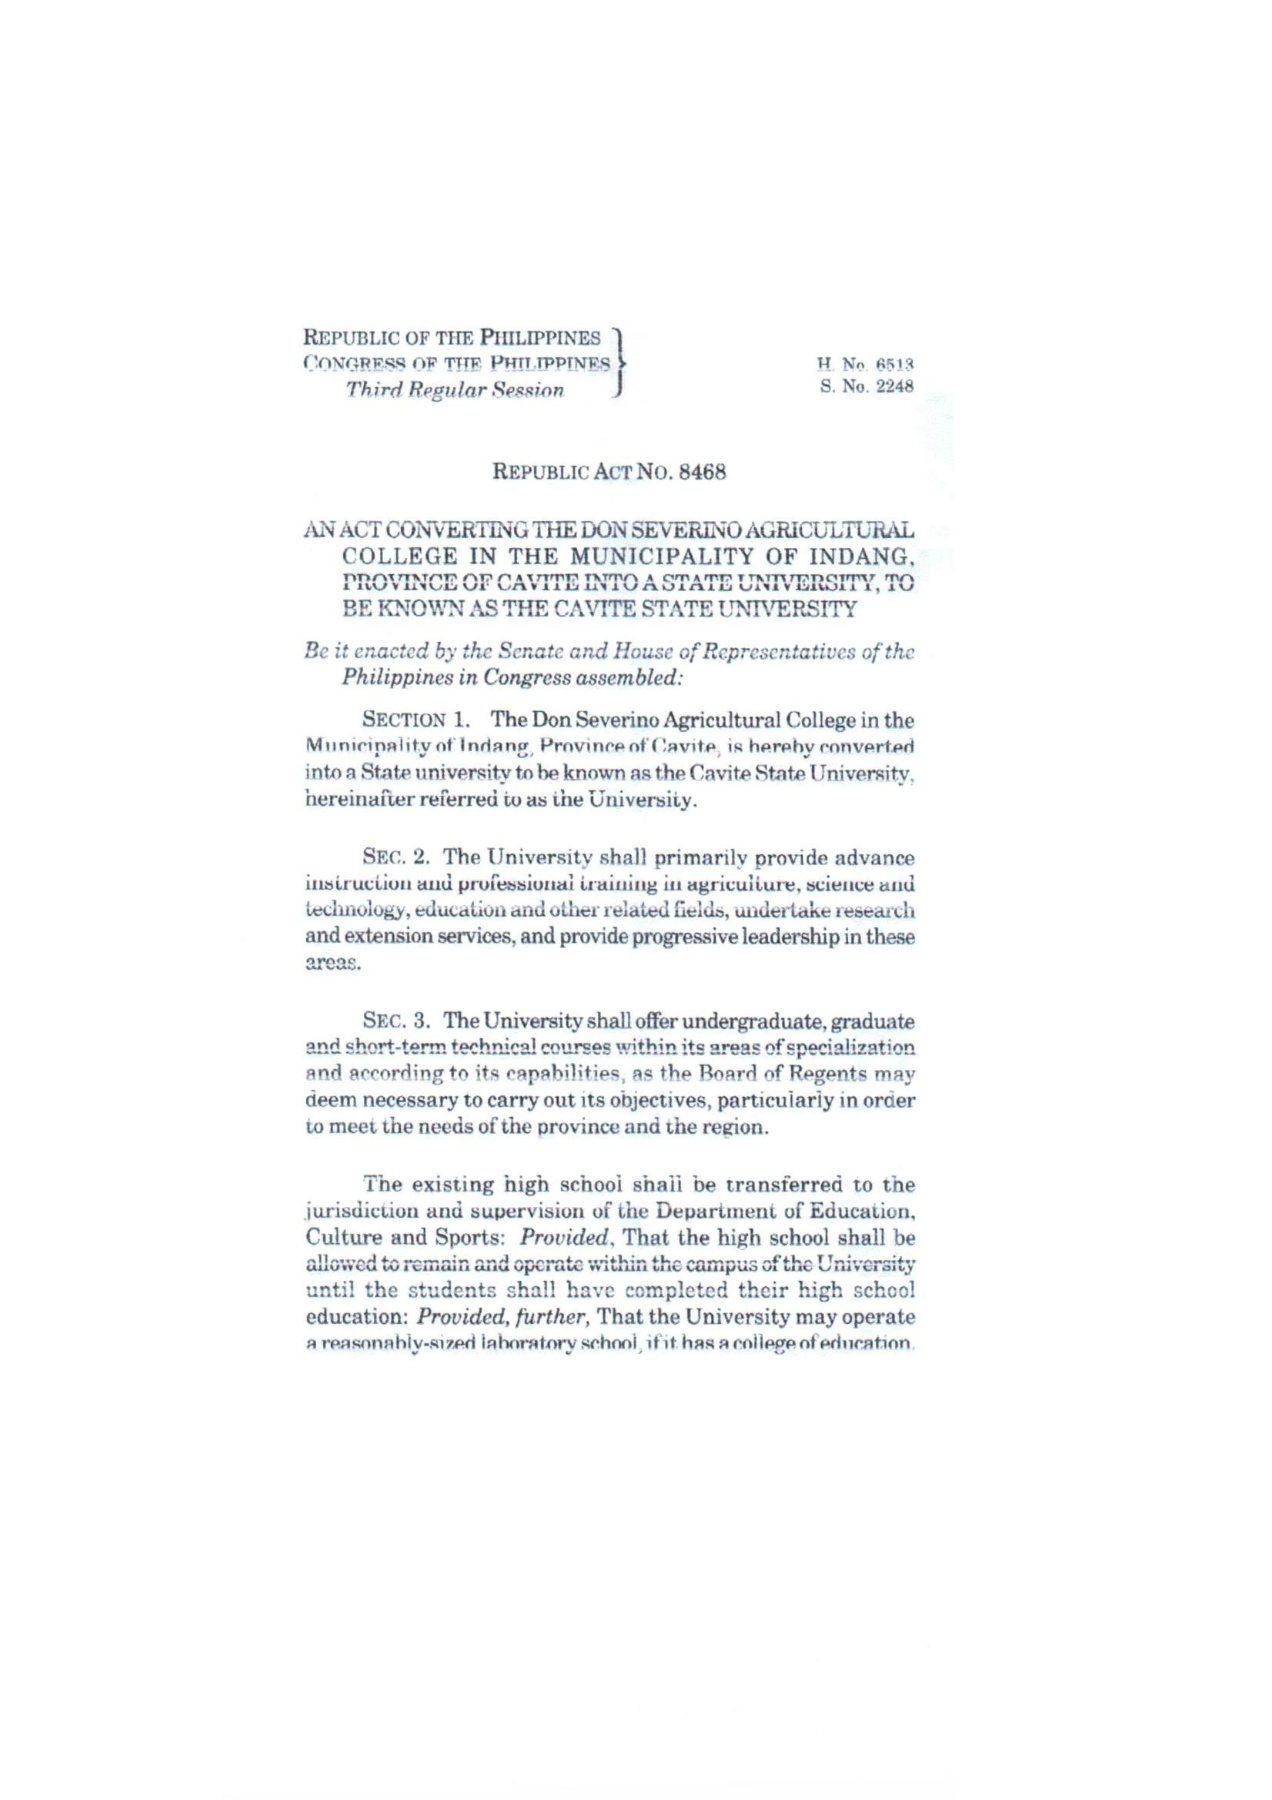 REPUBLIC OF THE PHILIPPINES
CONGRESS OF THE PHILIPPINES
Third Regular Session
H. No. 6513
S. No. 2248
REPUBLIC ACT NO. 8468
AN ACT CONVERTING THE DON SEVERINO AGRICULTURAL
COLLEGE IN THE MUNICIPALITY OF INDANG,
PROVINCE OF CAVITE INTO A STATE UNIVERSITY, TO
BE KNOWN AS THE CAVITE STATE UNIVERSITY
Be it enacted by the Senate and House of Representatives of the
Philippines in Congress assembled:
SECTION 1. The Don Severino Agricultural College in the
Municipality of Indang, Province of Cavite, is hereby converted
into a State university to be known as the Cavite State University,
hereinafter referred to as the University.
SEC. 2. The University shall primarily provide advance
instruction and professional training in agriculture, science and
technology, education and other related fields, undertake research
and extension services, and provide progressive leadership in these
areas.
SEC. 3. The University shall offer undergraduate, graduate
and short-term technical courses within its areas of specialization
and according to its capabilities, as the Board of Regents may
deem necessary to carry out its objectives, particularly in order
to meet the needs of the province and the region.
The existing high school shall be transferred to the
jurisdiction and supervision of the Department of Education,
Culture and Sports: Provided, That the high school shall be
allowed to remain and operate within the campus of the University
until the students shall have completed their high school
education: Provided, further, That the University may operate
a reasonably-sized laboratory school, if it has a college of education.